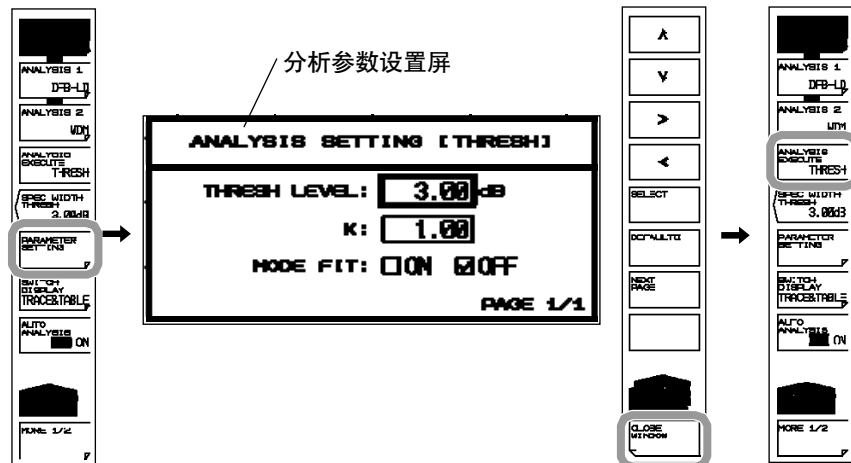 分析参数设置屏
ANALYSIS 1
DFB-LD
ANALYSIS 2
WDM
ANALYSIS
EXECUTE
THRESH
SPEC WIDTH
THRESH
3.00dB
PARAMETER
SETTING
SWITCH
DISPLAY
TRACE&TABLE
AUTO
ANALYSIS
ON
MORE 1/2
ANALYSIS SETTING [THRESH]
THRESH LEVEL: 3.00 dB
K: 1.00
MODE FIT: ☐ON ☑OFF
PAGE 1/1
SELECT
DEFAULTS
NEXT
PAGE
CLOSE
WINDOW
ANALYSIS 1
DFB-LD
ANALYSIS 2
WDM
ANALYSIS
EXECUTE
THRESH
SPEC WIDTH
THRESH
3.00dB
PARAMETER
SETTING
SWITCH
DISPLAY
TRACE&TABLE
AUTO
ANALYSIS
ON
MORE 1/2